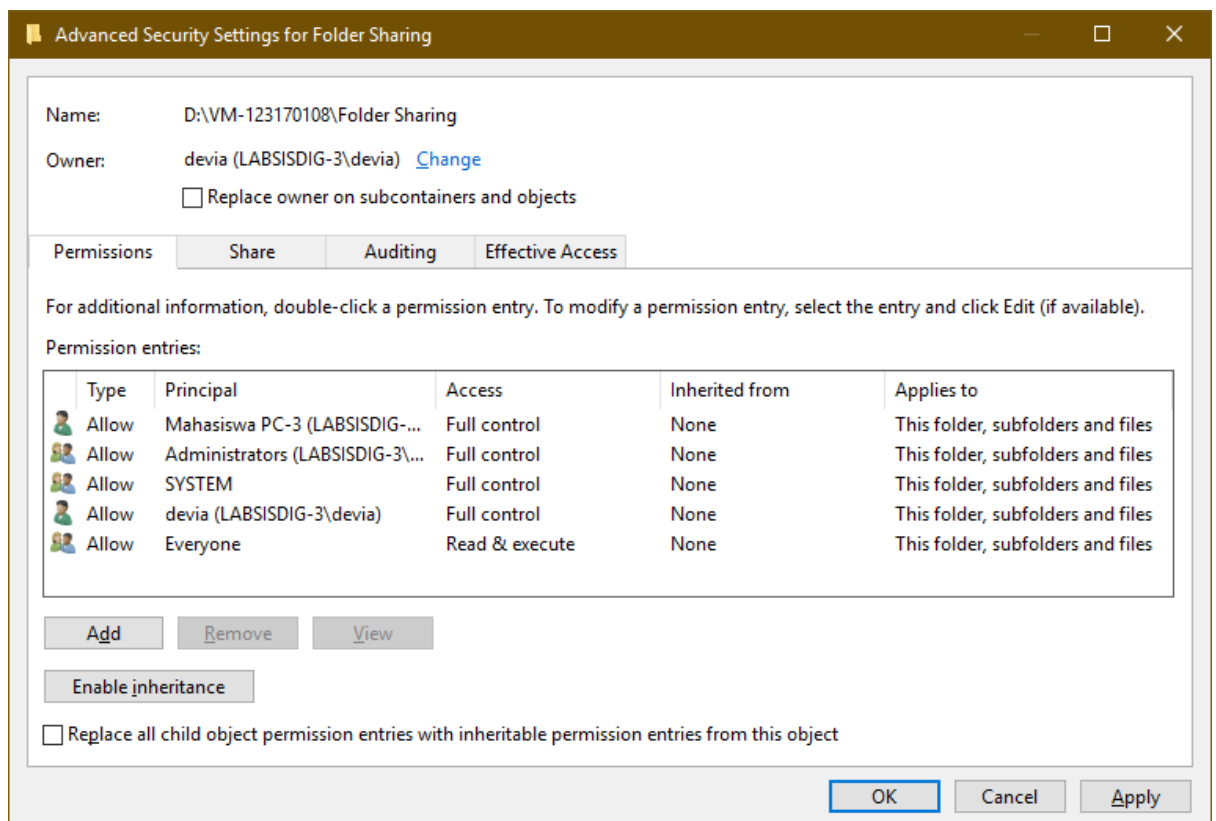 Advanced Security Settings for Folder Sharing
Name: D:\VM-123170108\Folder Sharing
Owner: devia (LABSISDIG-3\devia) Change
Replace owner on subcontainers and objects
Permissions Share Auditing Effective Access
For additional information, double-click a permission entry. To modify a permission entry, select the entry and click Edit (if available).
Permission entries:
Type Principal Access Inherited from Applies to
Allow Mahasiswa PC-3 (LABSISDIG-... Full control None This folder, subfolders and files
Allow Administrators (LABSISDIG-3\... Full control None This folder, subfolders and files
Allow SYSTEM Full control None This folder, subfolders and files
Allow devia (LABSISDIG-3\devia) Full control None This folder, subfolders and files
Allow Everyone Read & execute None This folder, subfolders and files
Add Remove View
Enable inheritance
Replace all child object permission entries with inheritable permission entries from this object
OK Cancel Apply